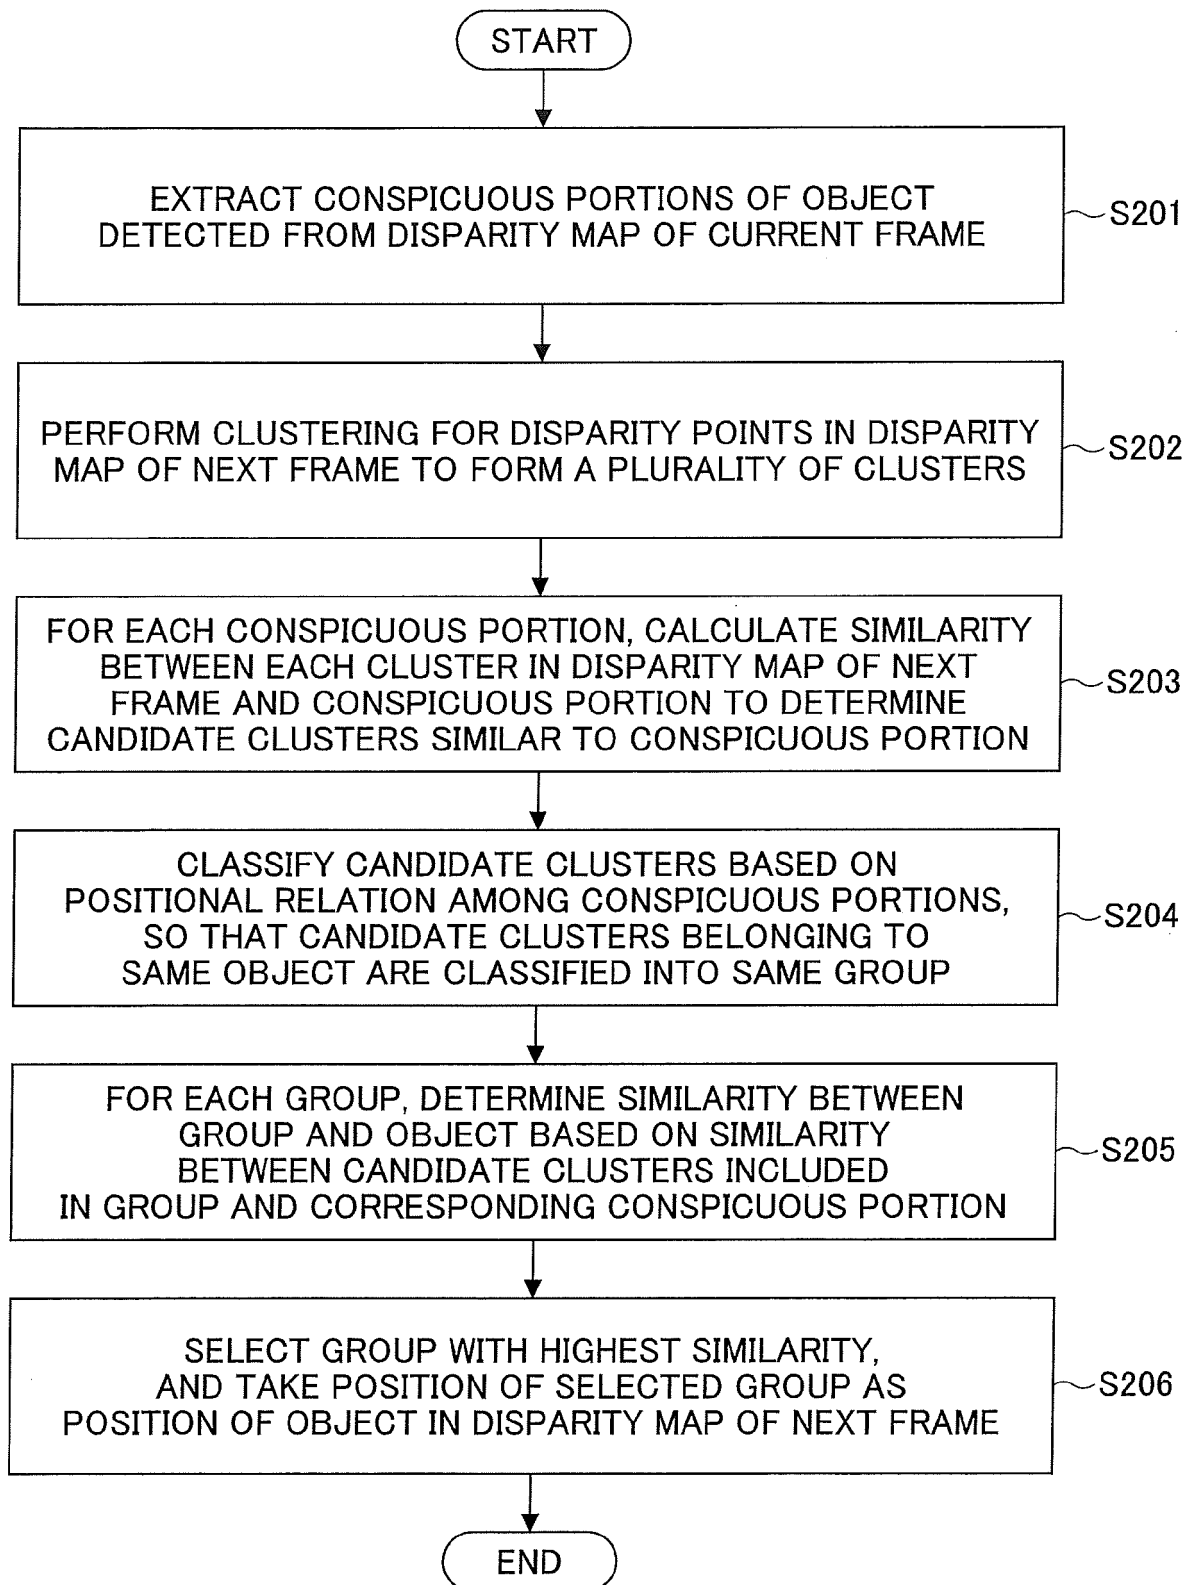 START
EXTRACT CONSPICUOUS PORTIONS OF OBJECT
DETECTED FROM DISPARITY MAP OF CURRENT FRAME
S201
PERFORM CLUSTERING FOR DISPARITY POINTS IN DISPARITY
MAP OF NEXT FRAME TO FORM A PLURALITY OF CLUSTERS
S202
FOR EACH CONSPICUOUS PORTION, CALCULATE SIMILARITY
BETWEEN EACH CLUSTER IN DISPARITY MAP OF NEXT
FRAME AND CONSPICUOUS PORTION TO DETERMINE
CANDIDATE CLUSTERS SIMILAR TO CONSPICUOUS PORTION
S203
CLASSIFY CANDIDATE CLUSTERS BASED ON
POSITIONAL RELATION AMONG CONSPICUOUS PORTIONS,
SO THAT CANDIDATE CLUSTERS BELONGING TO
SAME OBJECT ARE CLASSIFIED INTO SAME GROUP
S204
FOR EACH GROUP, DETERMINE SIMILARITY BETWEEN
GROUP AND OBJECT BASED ON SIMILARITY
BETWEEN CANDIDATE CLUSTERS INCLUDED
IN GROUP AND CORRESPONDING CONSPICUOUS PORTION
S205
SELECT GROUP WITH HIGHEST SIMILARITY,
AND TAKE POSITION OF SELECTED GROUP AS
POSITION OF OBJECT IN DISPARITY MAP OF NEXT FRAME
S206
END